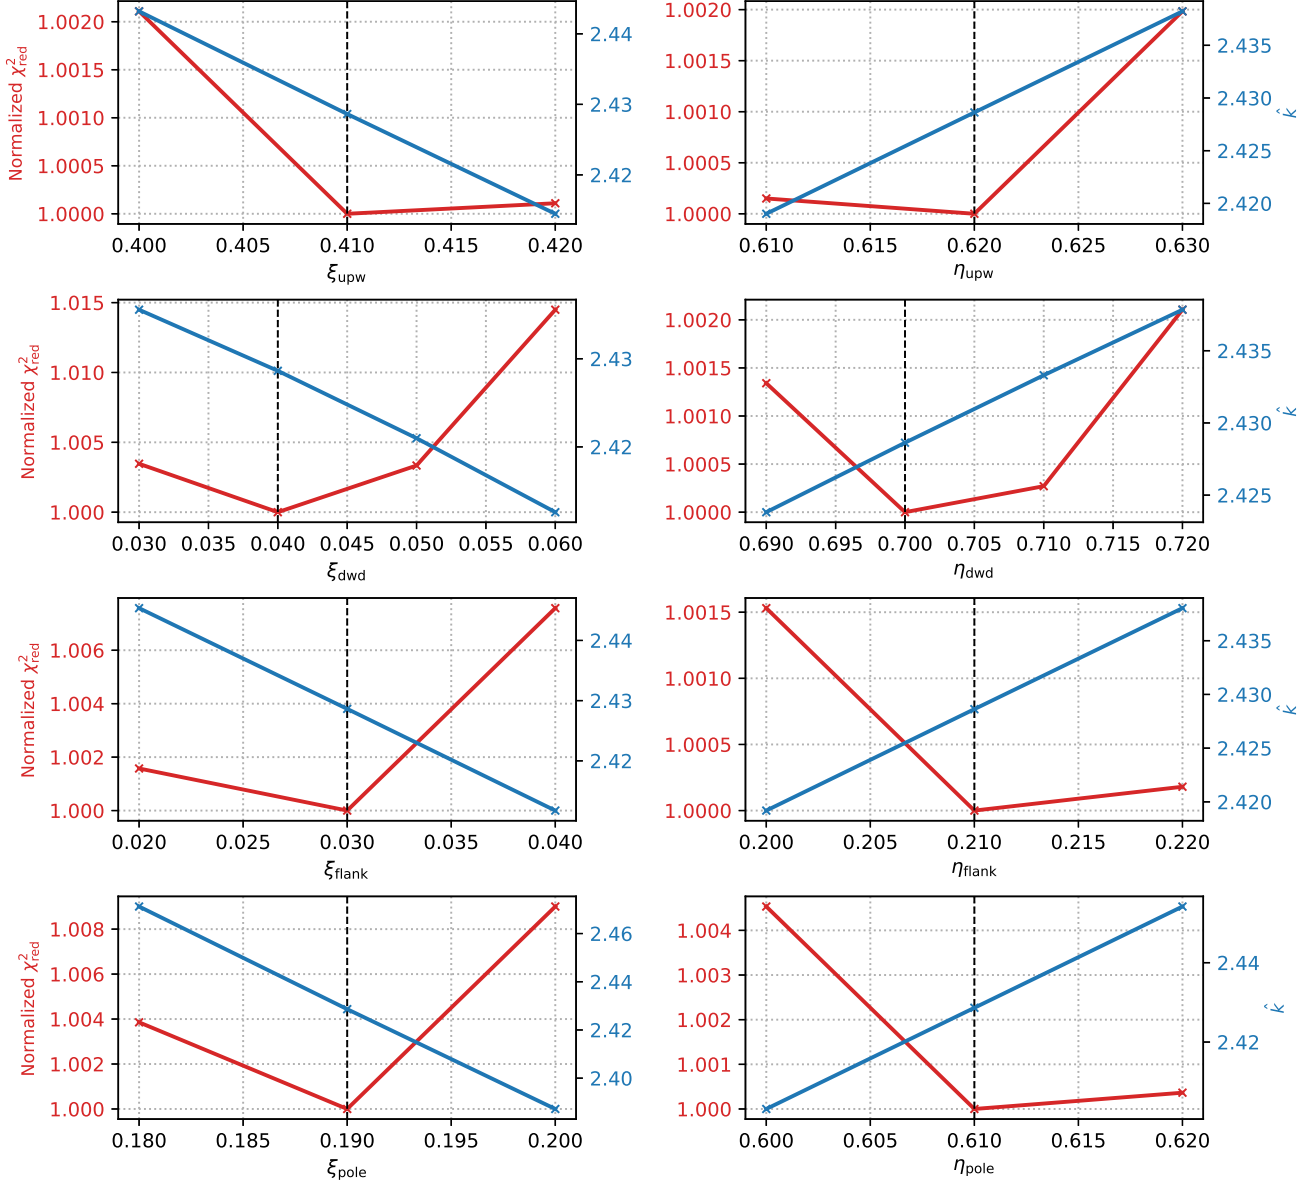 Normalized χ²red
1.0020
1.0015
1.0010
1.0005
1.0000
2.44
2.43
2.42
0.400 0.405 0.410 0.415 0.420
ξupw
1.0020
1.0015
1.0010
1.0005
1.0000
2.435
2.430
2.425
2.420
k̂
0.610 0.615 0.620 0.625 0.630
ηupw
Normalized χ²red
1.015
1.010
1.005
1.000
2.43
2.42
0.030 0.035 0.040 0.045 0.050 0.055 0.060
ξdwd
1.0020
1.0015
1.0010
1.0005
1.0000
2.435
2.430
2.425
k̂
0.690 0.695 0.700 0.705 0.710 0.715 0.720
ηdwd
Normalized χ²red
1.006
1.004
1.002
1.000
2.44
2.43
2.42
0.020 0.025 0.030 0.035 0.040
ξflank
1.0015
1.0010
1.0005
1.0000
2.435
2.430
2.425
2.420
k̂
0.200 0.205 0.210 0.215 0.220
ηflank
Normalized χ²red
1.008
1.006
1.004
1.002
1.000
2.46
2.44
2.42
2.40
0.180 0.185 0.190 0.195 0.200
ξpole
1.004
1.003
1.002
1.001
1.000
2.44
2.42
k̂
0.600 0.605 0.610 0.615 0.620
ηpole